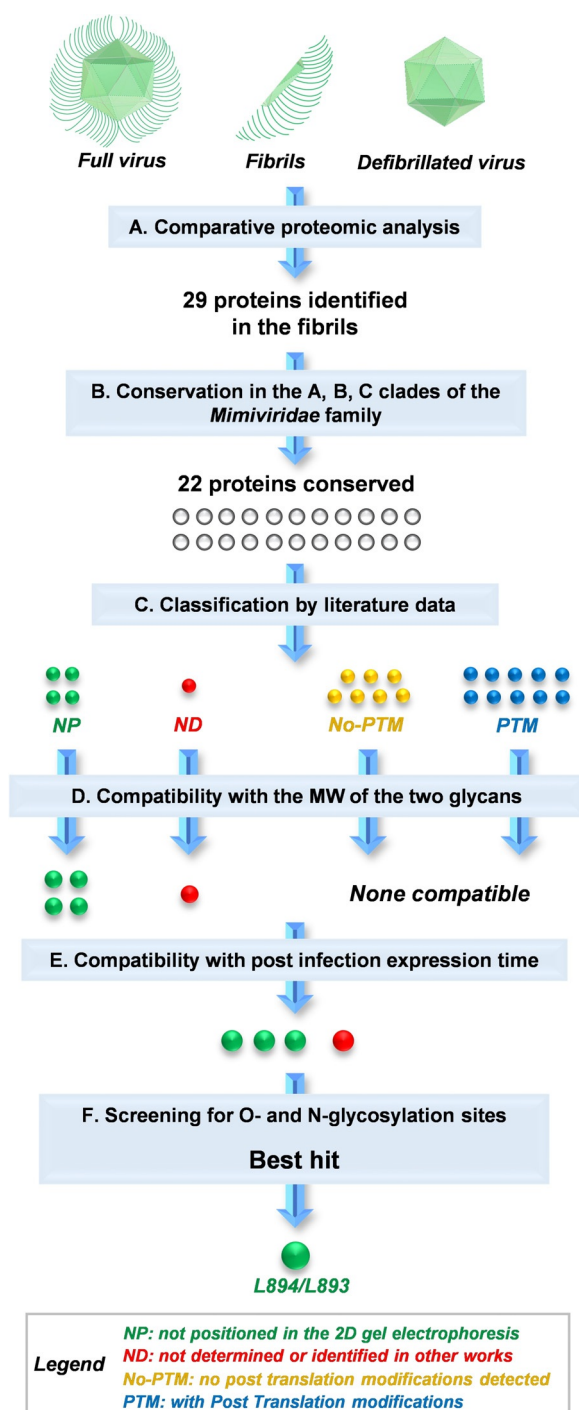 Full virus
Fibrils
Defibrillated virus
A. Comparative proteomic analysis
29 proteins identified
in the fibrils
B. Conservation in the A, B, C clades of the
Mimiviridae family
22 proteins conserved
C. Classification by literature data
NP
ND
No-PTM
PTM
D. Compatibility with the MW of the two glycans
None compatible
E. Compatibility with post infection expression time
F. Screening for O- and N-glycosylation sites
Best hit
L894/L893
Legend
NP: not positioned in the 2D gel electrophoresis
ND: not determined or identified in other works
No-PTM: no post translation modifications detected
PTM: with Post Translation modifications